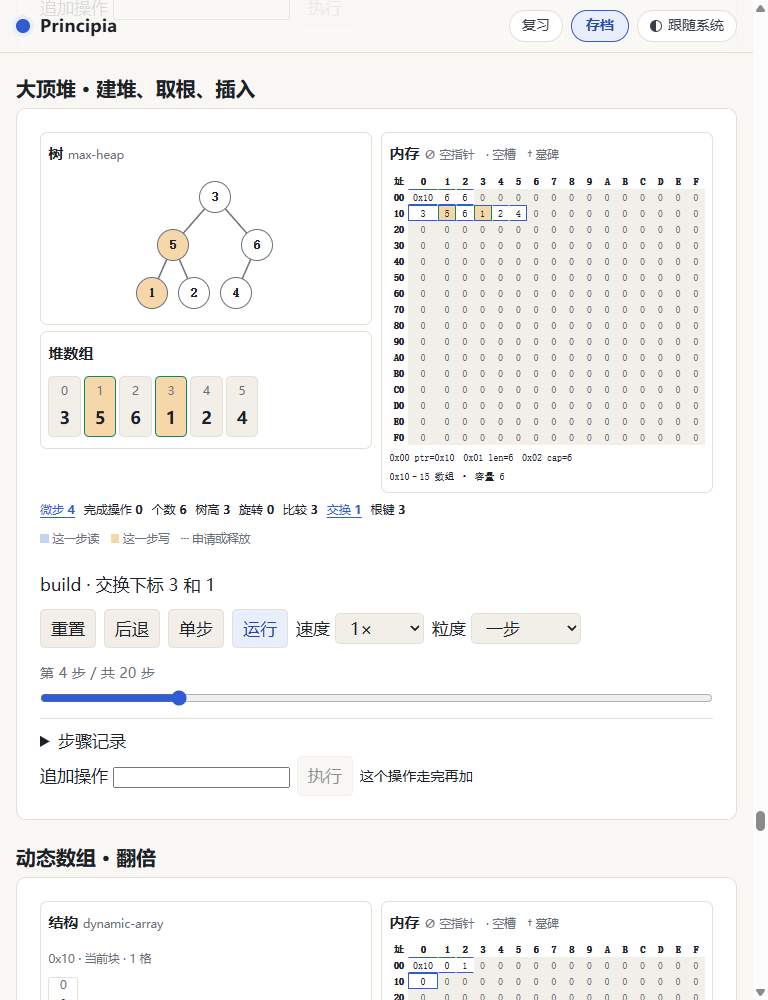 追加操作 执行
Principia 复习 存档 跟随系统
大顶堆 · 建堆、取根、插入
树 max-heap
3
5 6
1 2 4
堆数组
0 1 2 3 4 5
3 5 6 1 2 4
内存 ∅ 空指针 · 空槽 † 墓碑
址 0 1 2 3 4 5 6 7 8 9 A B C D E F
00 0x10 6 6 0 0 0 0 0 0 0 0 0 0 0 0 0
10 3 5 6 1 2 4 0 0 0 0 0 0 0 0 0 0
20 0 0 0 0 0 0 0 0 0 0 0 0 0 0 0 0
30 0 0 0 0 0 0 0 0 0 0 0 0 0 0 0 0
40 0 0 0 0 0 0 0 0 0 0 0 0 0 0 0 0
50 0 0 0 0 0 0 0 0 0 0 0 0 0 0 0 0
60 0 0 0 0 0 0 0 0 0 0 0 0 0 0 0 0
70 0 0 0 0 0 0 0 0 0 0 0 0 0 0 0 0
80 0 0 0 0 0 0 0 0 0 0 0 0 0 0 0 0
90 0 0 0 0 0 0 0 0 0 0 0 0 0 0 0 0
A0 0 0 0 0 0 0 0 0 0 0 0 0 0 0 0 0
B0 0 0 0 0 0 0 0 0 0 0 0 0 0 0 0 0
C0 0 0 0 0 0 0 0 0 0 0 0 0 0 0 0 0
D0 0 0 0 0 0 0 0 0 0 0 0 0 0 0 0 0
E0 0 0 0 0 0 0 0 0 0 0 0 0 0 0 0 0
F0 0 0 0 0 0 0 0 0 0 0 0 0 0 0 0 0
0x00 ptr=0x10 0x01 len=6 0x02 cap=6
0x10–15 数组 · 容量 6
微步 4 完成操作 0 个数 6 树高 3 旋转 0 比较 3 交换 1 根键 3
这一步读 这一步写 ┄ 申请或释放
build · 交换下标 3 和 1
重置 后退 单步 运行 速度 1× 粒度 一步
第 4 步 / 共 20 步
▶ 步骤记录
追加操作 执行 这个操作走完再加
动态数组 · 翻倍
结构 dynamic-array
0x10 · 当前块 · 1 格
0
内存 ∅ 空指针 · 空槽 † 墓碑
址 0 1 2 3 4 5 6 7 8 9 A B C D E F
00 0x10 0 1 0 0 0 0 0 0 0 0 0 0 0 0 0
10 0 0 0 0 0 0 0 0 0 0 0 0 0 0 0 0